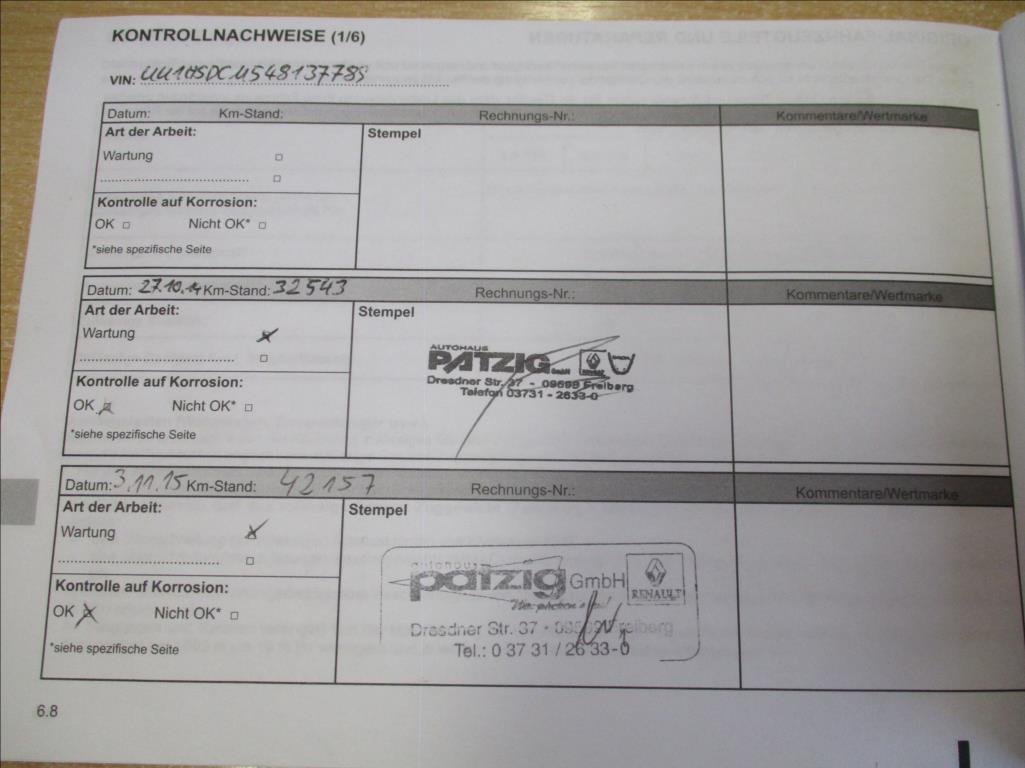 KONTROLLNACHWEISE (1/6)
VIN: UU1HSDCU548137789
Datum: Km-Stand: Rechnungs-Nr.: Kommentare/Wertmarke
Art der Arbeit: Stempel
Wartung
Kontrolle auf Korrosion:
OK Nicht OK*
*siehe spezifische Seite
Datum: 27.10.14 Km-Stand: 32543 Rechnungs-Nr.: Kommentare/Wertmarke
Art der Arbeit: Stempel
Wartung
AUTOHAUS
PATZIG GmbH
Dresdner Str. 37 - 09599 Freiberg
Telefon 03731 - 2633-0
Kontrolle auf Korrosion:
OK Nicht OK*
*siehe spezifische Seite
Datum: 3.11.15 Km-Stand: 42157 Rechnungs-Nr.: Kommentare/Wertmarke
Art der Arbeit: Stempel
Wartung
autohaus
patzig GmbH
RENAULT
Dresdner Str. 37 · 09599 Freiberg
Tel.: 0 37 31 / 26 33-0
Kontrolle auf Korrosion:
OK Nicht OK*
*siehe spezifische Seite
6.8